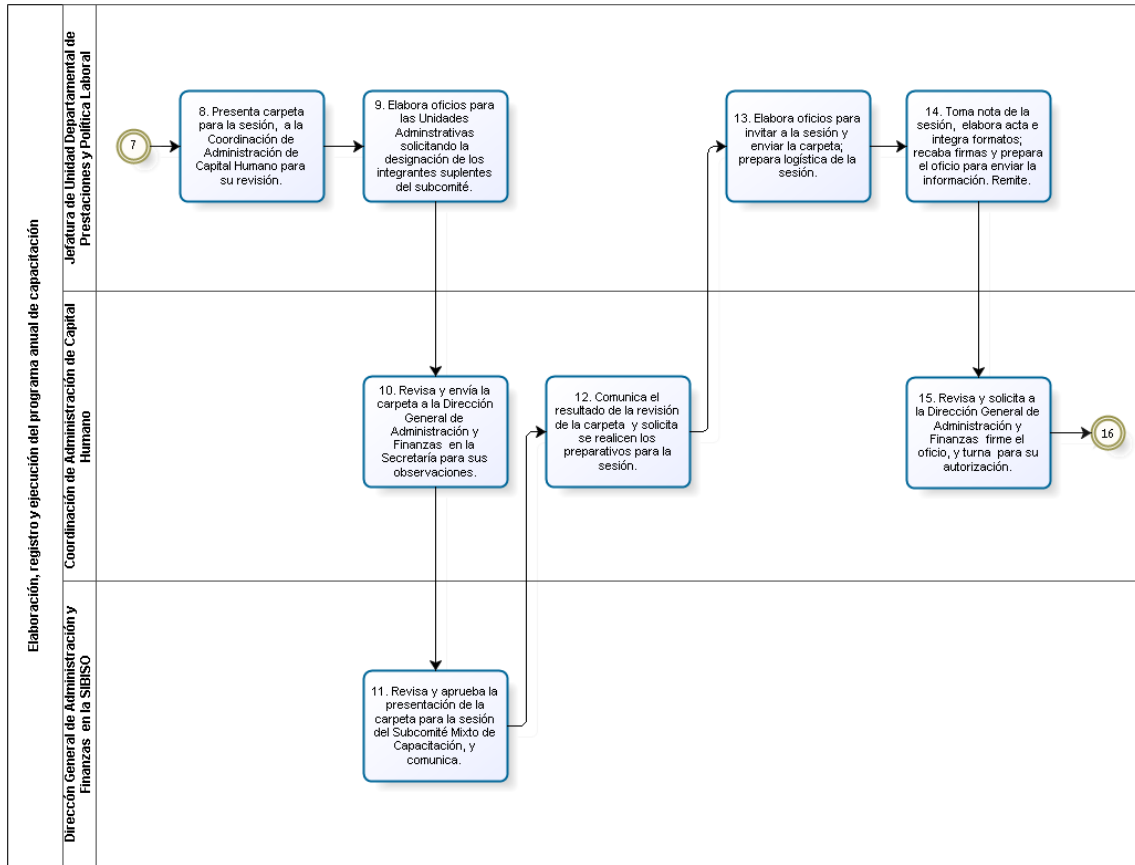 Elaboración, registro y ejecución del programa anual de capacitación
Jefatura de Unidad Departamental de
Prestaciones y Política Laboral
7
8. Presenta carpeta
para la sesión, a la
Coordinación de
Administración de
Capital Humano para
su revisión.
9. Elabora oficios para
las Unidades
Adminstrativas
solicitando la
designación de los
integrantes suplentes
del subcomité.
13. Elabora oficios para
invitar a la sesión y
enviar la carpeta;
prepara logística de la
sesión.
14. Toma nota de la
sesión, elabora acta e
integra formatos;
recaba firmas y prepara
el oficio para enviar la
información. Remite.
Coordinación de Administración de Capital
Humano
10. Revisa y envía la
carpeta a la Dirección
General de
Administración y
Finanzas en la
Secretaría para sus
observaciones.
12. Comunica el
resultado de la revisión
de la carpeta y solicita
se realicen los
preparativos para la
sesión.
15. Revisa y solicita a
la Dirección General de
Administración y
Finanzas firme el
oficio, y turna para su
autorización.
16
Direccón General de Administración y
Finanzas en la SIBISO
11. Revisa y aprueba la
presentación de la
carpeta para la sesión
del Subcomité Mixto de
Capacitación, y
comunica.